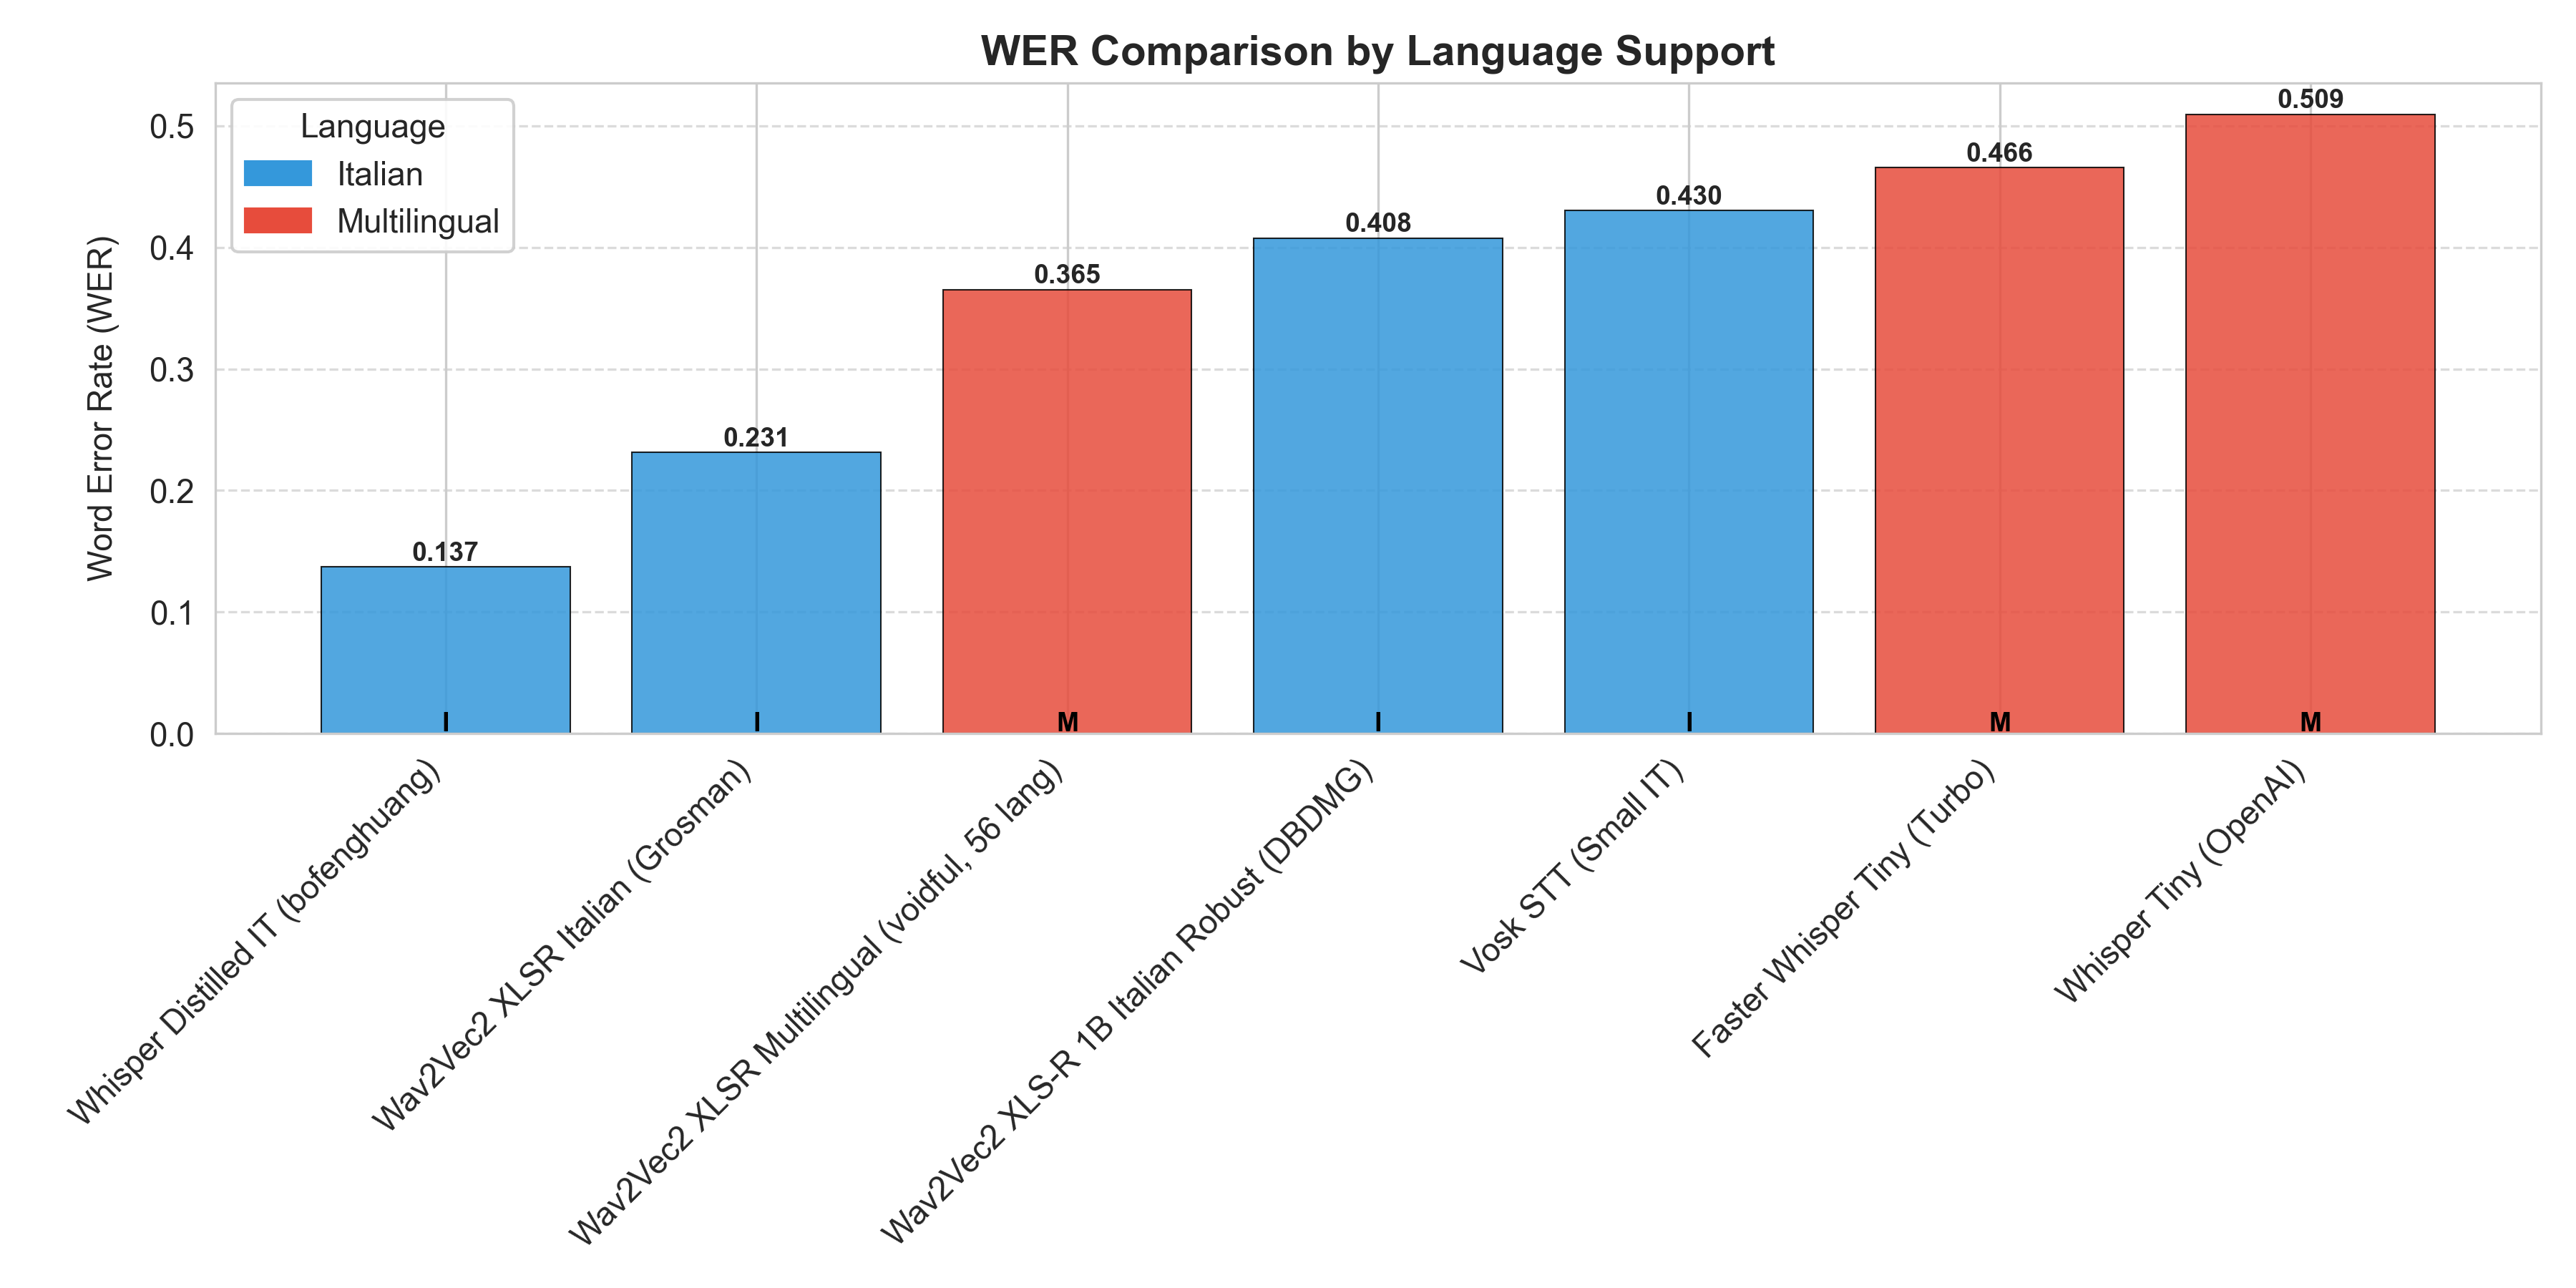 WER Comparison by Language Support
Language
Italian
Multilingual
Word Error Rate (WER)
0.5
0.4
0.3
0.2
0.1
0.0
0.137
0.231
0.365
0.408
0.430
0.466
0.509
I
I
M
I
I
M
M
Whisper Distilled IT (bofenghuang)
Wav2Vec2 XLSR Italian (Grosman)
Wav2Vec2 XLSR Multilingual (voidful, 56 lang)
Wav2Vec2 XLS-R 1B Italian Robust (DBDMG)
Vosk STT (Small IT)
Faster Whisper Tiny (Turbo)
Whisper Tiny (OpenAI)